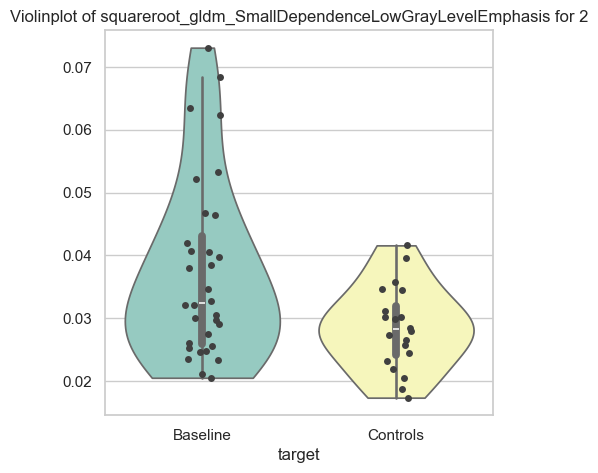 Violinplot of squareroot_gldm_SmallDependenceLowGrayLevelEmphasis for 2
0.07
0.06
0.05
0.04
0.03
0.02
Baseline Controls
target